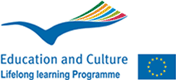 Education and Culture
Lifelong learning Programme